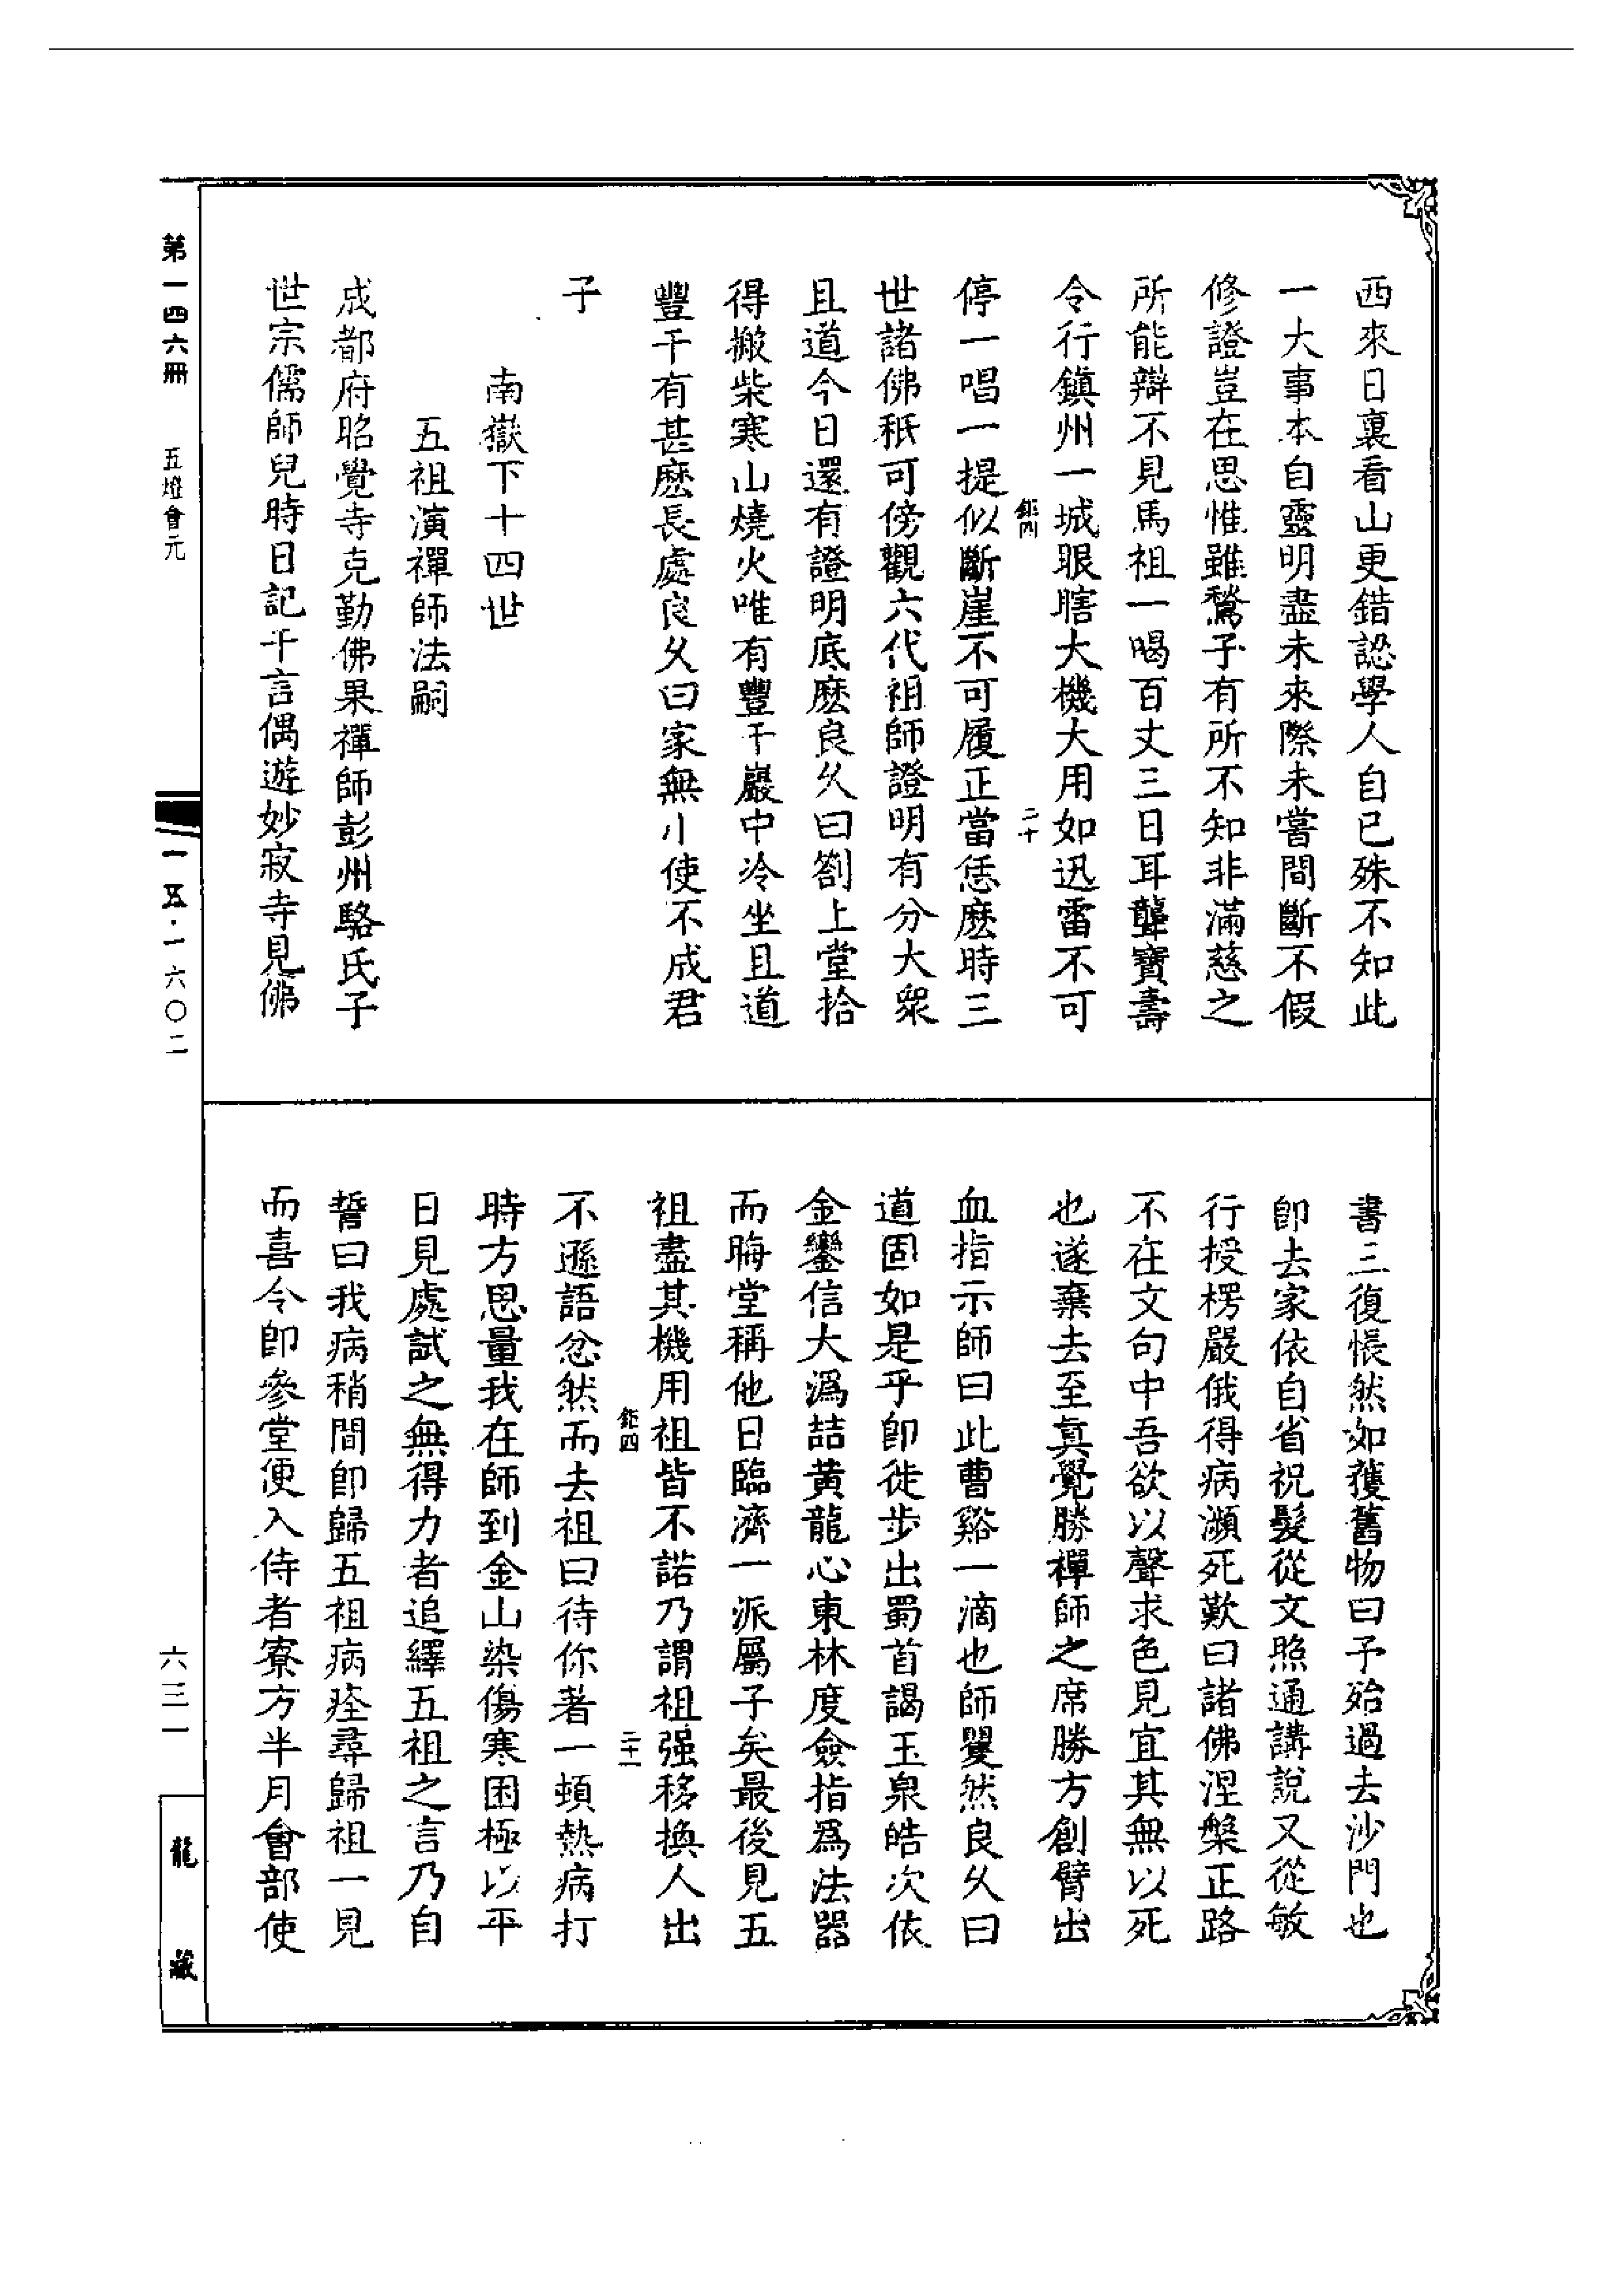 西來日裏看山更錯認學人自己殊不知此
一大事本自靈明盡未來際未嘗間斷不假
修證豈在思惟雖鶖子有所不知非滿慈之
所能辯不見馬祖一喝百丈三日耳聾寶壽
令行鎮州一城眼瞎大機大用如迅雷不可
鉅四 二十
停一唱一提似斷崖不可履正當恁麽時三
世諸佛秖可傍觀六代祖師證明有分大衆
且道今日還有證明底麽良久曰劄上堂拾
得搬柴寒山燒火唯有豐干巖中冷坐且道
豐干有甚麽長處良久曰家無小使不成君
子
南嶽下十四世
五祖演禪師法嗣
成都府昭覺寺克勤佛果禪師彭州駱氏子
世宗儒師兒時日記千言偶遊妙寂寺見佛
書三復悵然如獲舊物曰予殆過去沙門也
卽去家依自省祝髮從文照通講說又從敏
行授楞嚴俄得病瀕死歎曰諸佛涅槃正路
不在文句中吾欲以聲求色見宜其無以死
也遂棄去至真覺勝禪師之席勝方創臂出
血指示師曰此曹谿一滴也師矍然良久曰
道固如是乎卽徒步出蜀首謁玉泉皓次依
金鑾信大潙喆黃龍心東林度僉指爲法器
而晦堂稱他日臨濟一派屬子矣最後見五
祖盡其機用祖皆不諾乃謂祖强移換人出
鉅四 二十一
不遜語忿然而去祖曰待你著一頓熱病打
時方思量我在師到金山染傷寒困極以平
日見處試之無得力者追繹五祖之言乃自
誓曰我病稍間卽歸五祖病痊尋歸祖一見
而喜令卽參堂便入侍者寮方半月會部使
第一四六冊 五燈會元 一五·一六〇二 六三一 龍藏